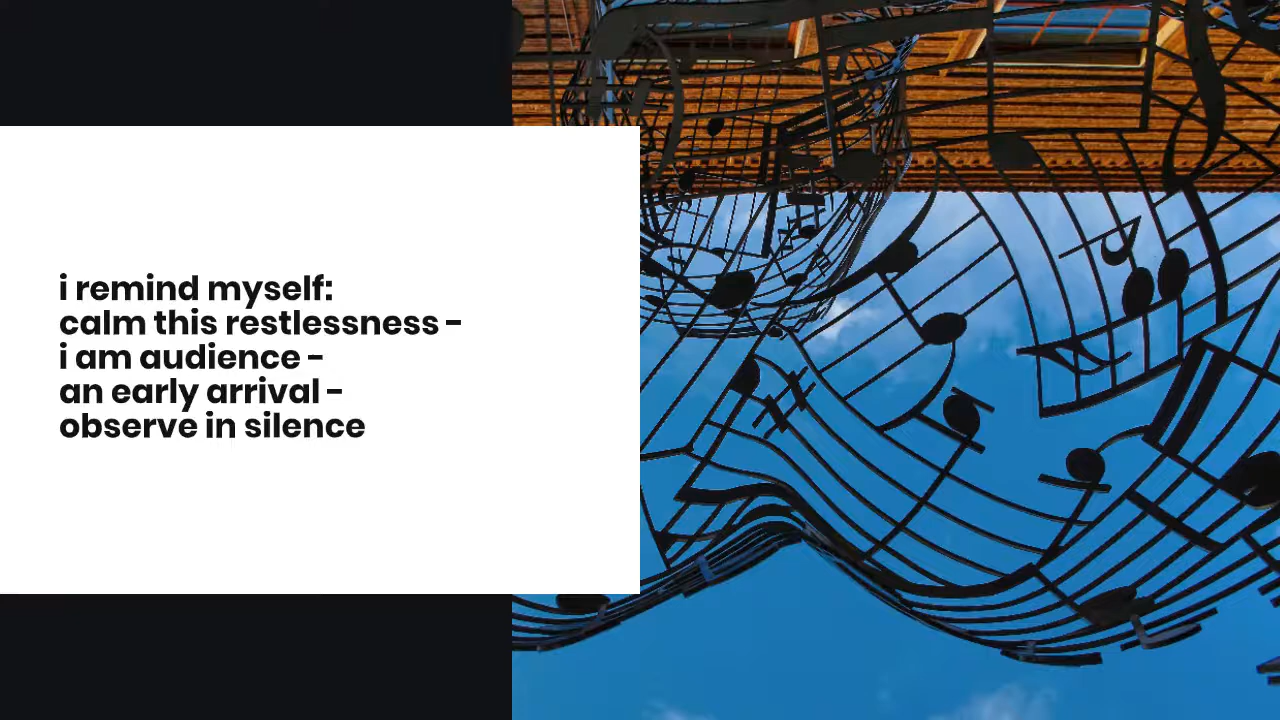 i remind myself:
calm this restlessness -
i am audience -
an early arrival -
observe in silence